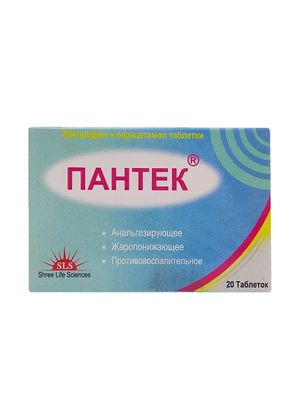 Ибупрофен и парацетамол таблетки
ПАНТЕК®
• Анальгезирующее
• Жаропонижающее
• Противовоспалительное
SLS
Shree Life Sciences
20 Таблеток